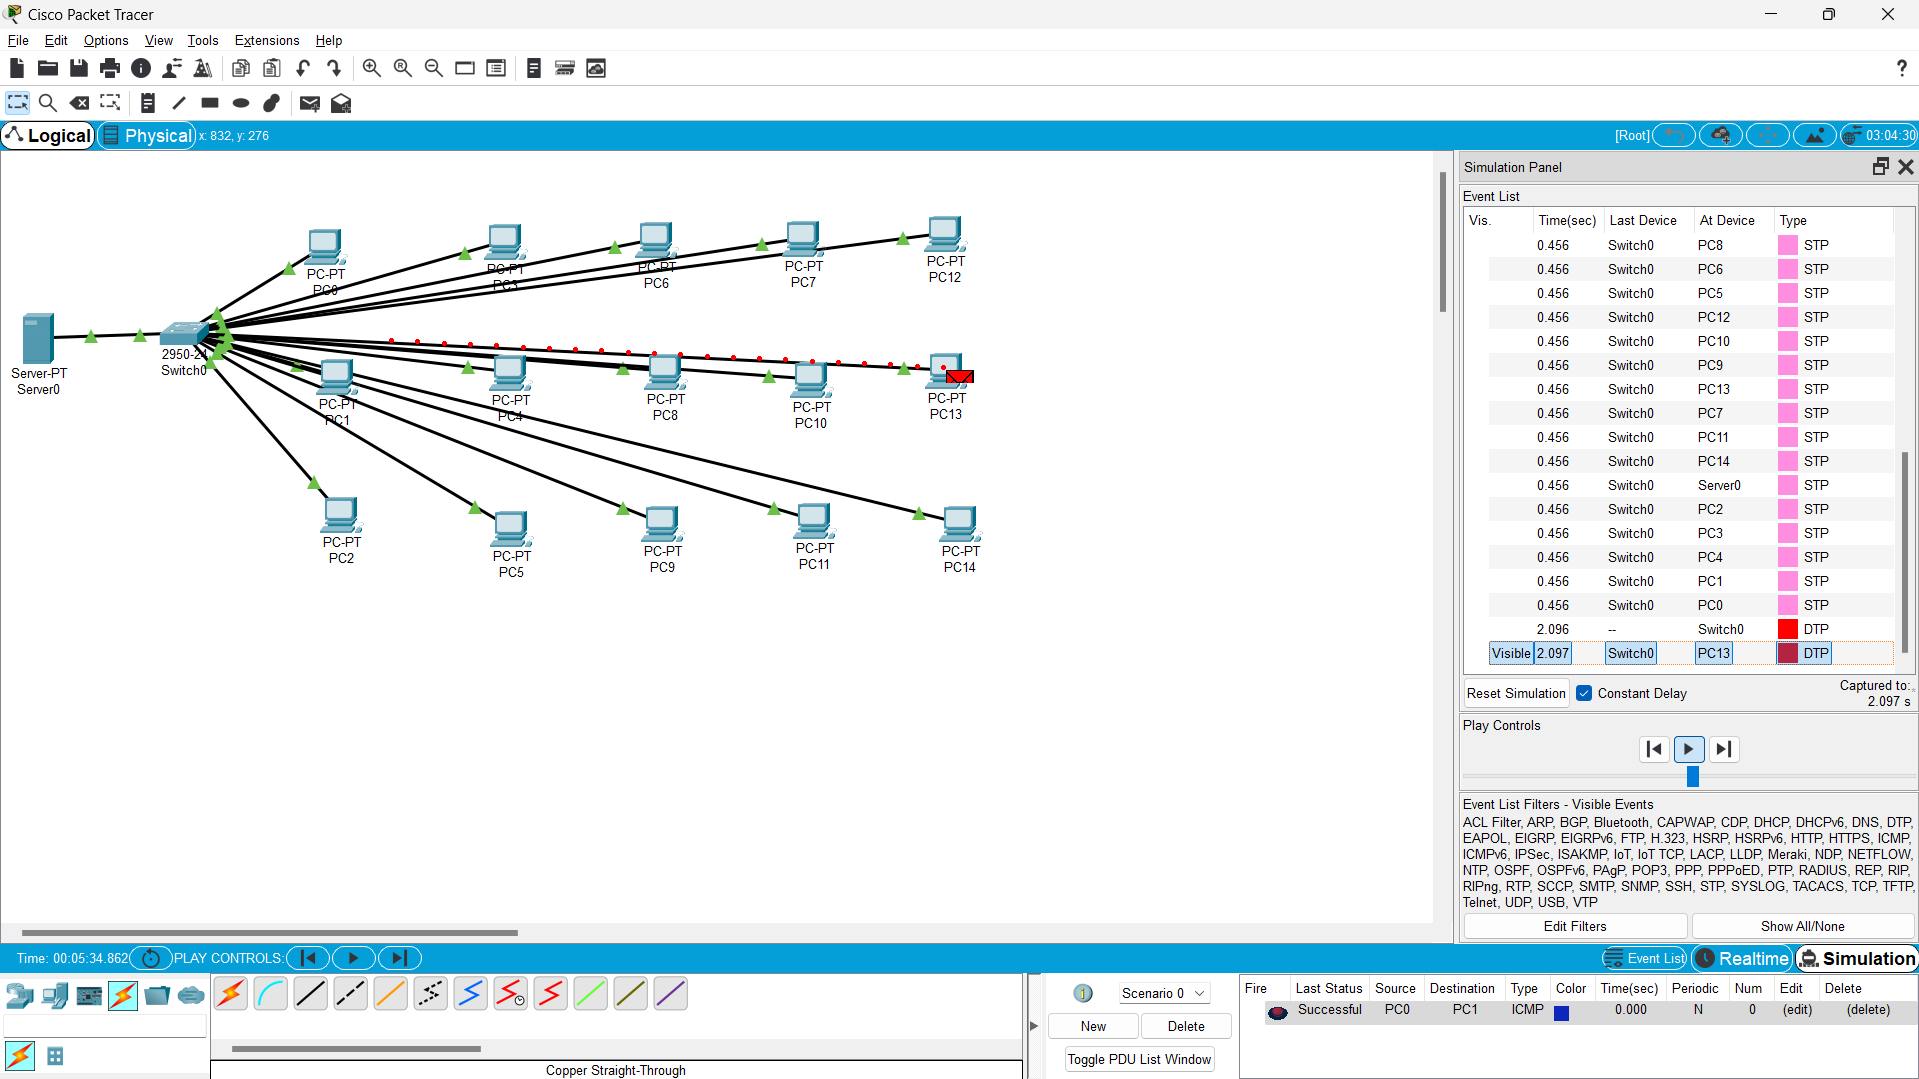 Cisco Packet Tracer
File Edit Options View Tools Extensions Help
Logical Physical x: 832, y: 276 [Root] 03:04:30
PC-PT
PC0
PC-PT
PC3
PC-PT
PC6
PC-PT
PC7
PC-PT
PC12
Server-PT
Server0
2950-24
Switch0
PC-PT
PC1
PC-PT
PC4
PC-PT
PC8
PC-PT
PC10
PC-PT
PC13
PC-PT
PC2
PC-PT
PC5
PC-PT
PC9
PC-PT
PC11
PC-PT
PC14
Simulation Panel
Event List
Vis. Time(sec) Last Device At Device Type
0.456 Switch0 PC8 STP
0.456 Switch0 PC6 STP
0.456 Switch0 PC5 STP
0.456 Switch0 PC12 STP
0.456 Switch0 PC10 STP
0.456 Switch0 PC9 STP
0.456 Switch0 PC13 STP
0.456 Switch0 PC7 STP
0.456 Switch0 PC11 STP
0.456 Switch0 PC14 STP
0.456 Switch0 Server0 STP
0.456 Switch0 PC2 STP
0.456 Switch0 PC3 STP
0.456 Switch0 PC4 STP
0.456 Switch0 PC1 STP
0.456 Switch0 PC0 STP
2.096 -- Switch0 DTP
Visible 2.097 Switch0 PC13 DTP
Reset Simulation Constant Delay Captured to:
2.097 s
Play Controls
Event List Filters - Visible Events
ACL Filter, ARP, BGP, Bluetooth, CAPWAP, CDP, DHCP, DHCPv6, DNS, DTP,
EAPOL, EIGRP, EIGRPv6, FTP, H.323, HSRP, HSRPv6, HTTP, HTTPS, ICMP,
ICMPv6, IPSec, ISAKMP, IoT, IoT TCP, LACP, LLDP, Meraki, NDP, NETFLOW,
NTP, OSPF, OSPFv6, PAgP, POP3, PPP, PPPoED, PTP, RADIUS, REP, RIP,
RIPng, RTP, SCCP, SMTP, SNMP, SSH, STP, SYSLOG, TACACS, TCP, TFTP,
Telnet, UDP, USB, VTP
Edit Filters Show All/None
Time: 00:05:34.862 PLAY CONTROLS: Event List Realtime Simulation
Scenario 0
New Delete
Toggle PDU List Window
Fire Last Status Source Destination Type Color Time(sec) Periodic Num Edit Delete
Successful PC0 PC1 ICMP 0.000 N 0 (edit) (delete)
Copper Straight-Through